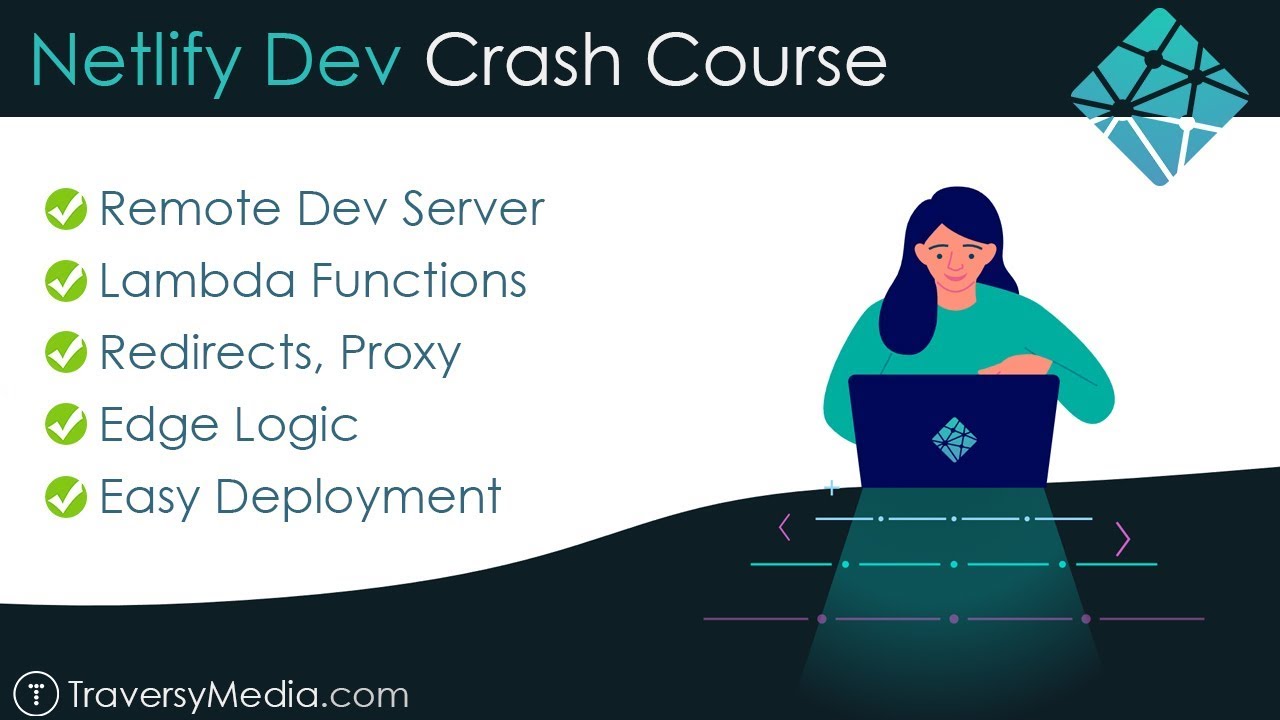 Netlify Dev Crash Course
Remote Dev Server
Lambda Functions
Redirects, Proxy
Edge Logic
Easy Deployment
TraversyMedia.com